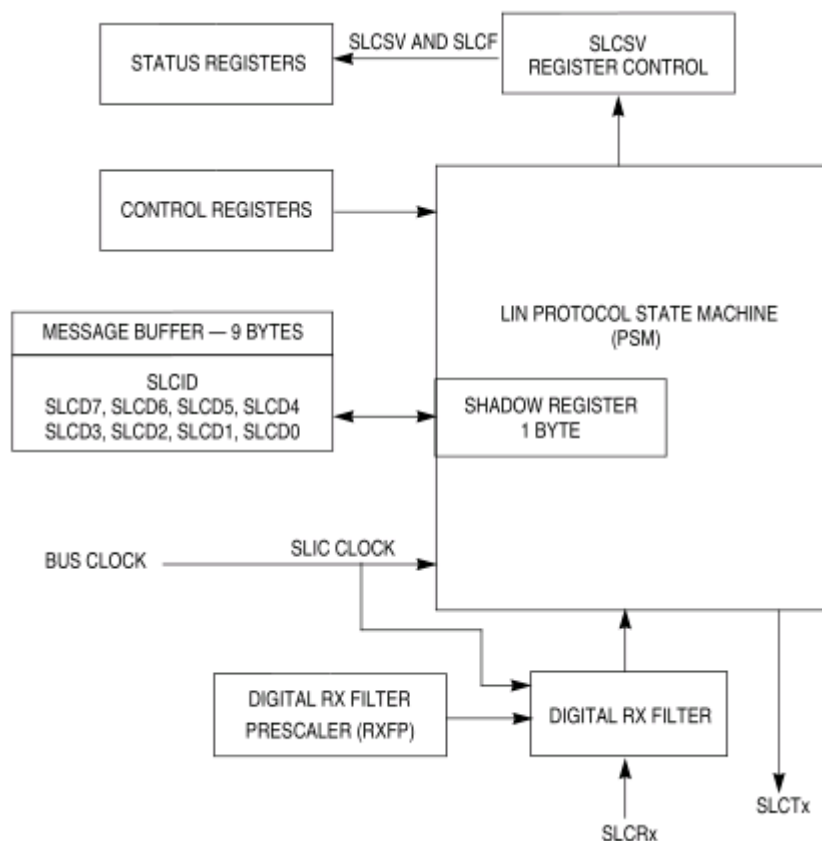 STATUS REGISTERS
SLCSV AND SLCF
SLCSV
REGISTER CONTROL
CONTROL REGISTERS
LIN PROTOCOL STATE MACHINE
(PSM)
MESSAGE BUFFER — 9 BYTES
SLCID
SLCD7, SLCD6, SLCD5, SLCD4
SLCD3, SLCD2, SLCD1, SLCD0
SHADOW REGISTER
1 BYTE
BUS CLOCK
SLIC CLOCK
DIGITAL RX FILTER
PRESCALER (RXFP)
DIGITAL RX FILTER
SLCRx
SLCTx